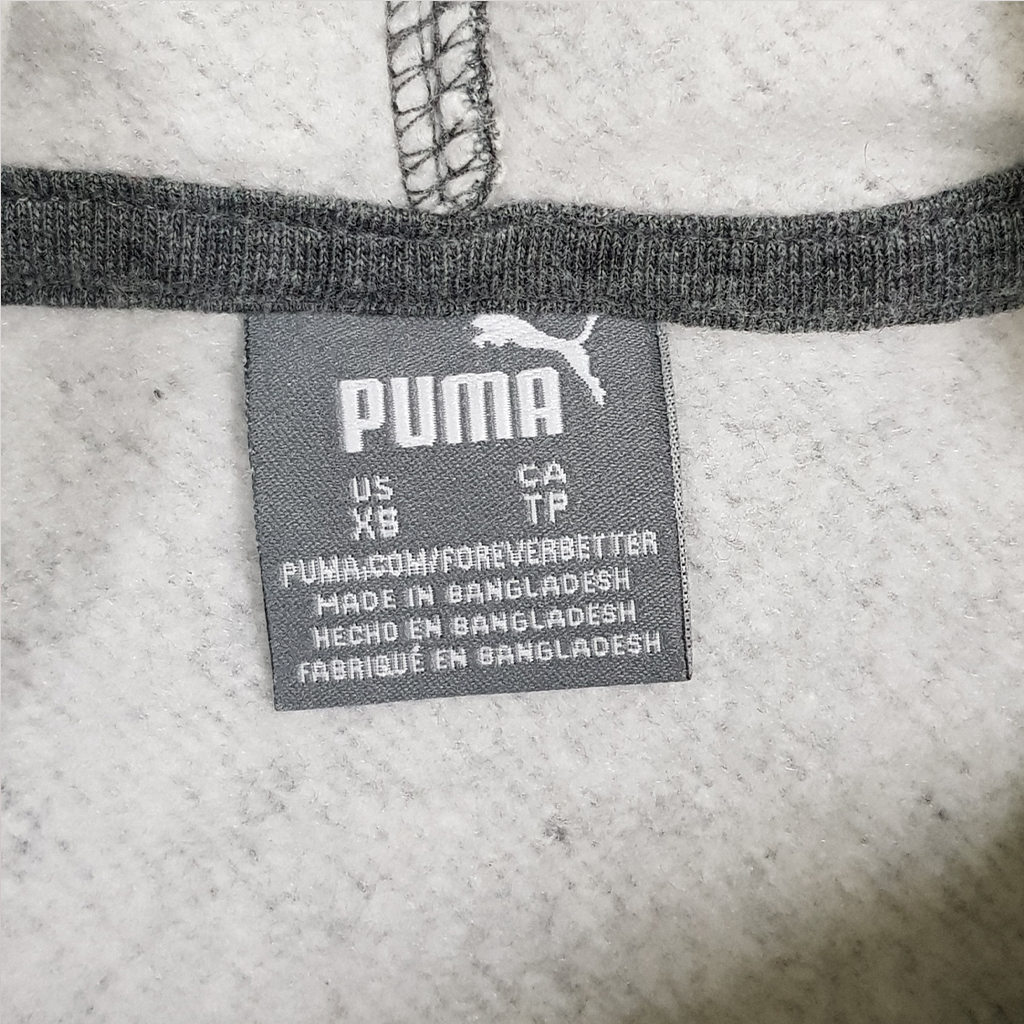 PUMA
US CA
XS TP
PUMA.COM/FOREVERBETTER
MADE IN BANGLADESH
HECHO EN BANGLADESH
FABRIQUÉ EN BANGLADESH